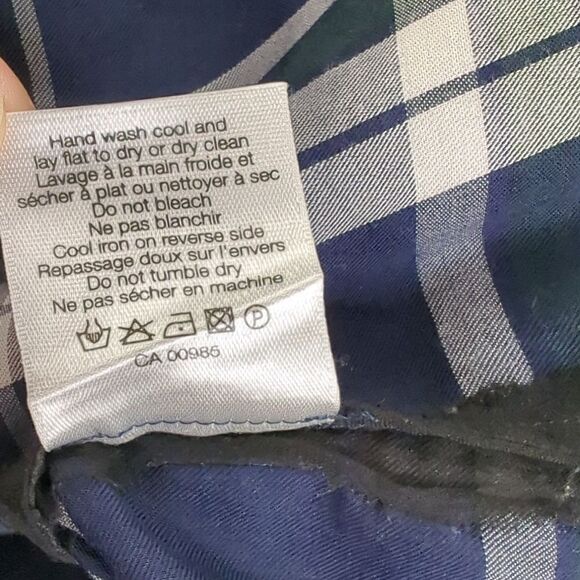 Hand wash cool and
lay flat to dry or dry clean
Lavage à la main froide et
sécher à plat ou nettoyer à sec
Do not bleach
Ne pas blanchir
Cool iron on reverse side
Repassage doux sur l'envers
Do not tumble dry
Ne pas sécher en machine
P
CA 00986